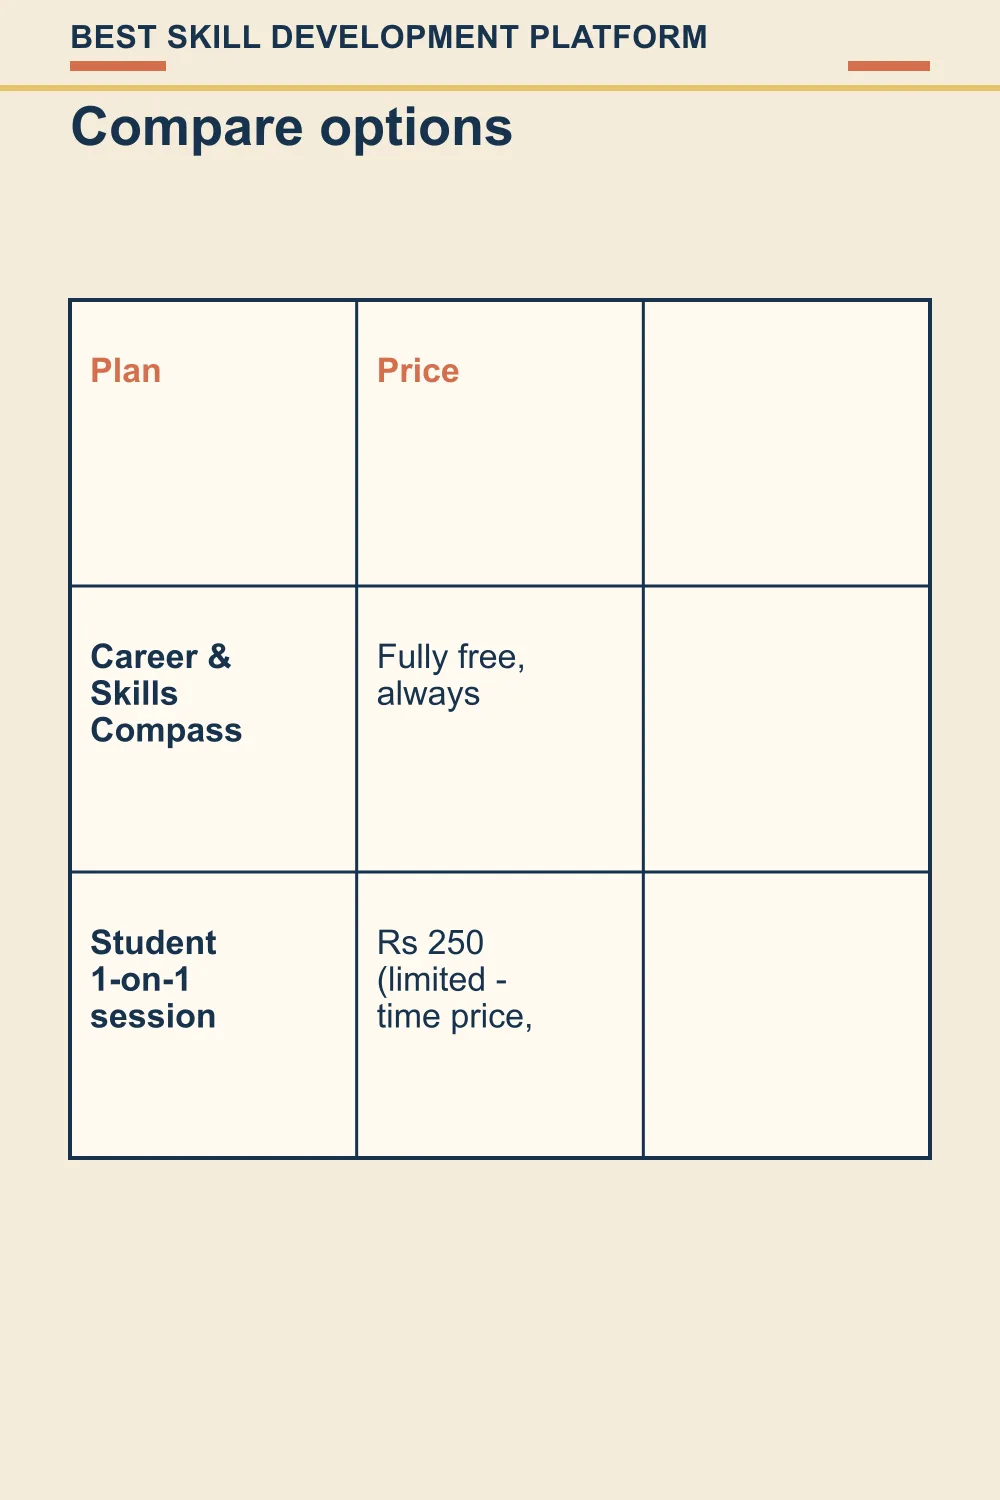 BEST SKILL DEVELOPMENT PLATFORM
Compare options
Plan
Price
Career &
Skills
Compass
Fully free,
always
Student
1-on-1
session
Rs 250
(limited -
time price,